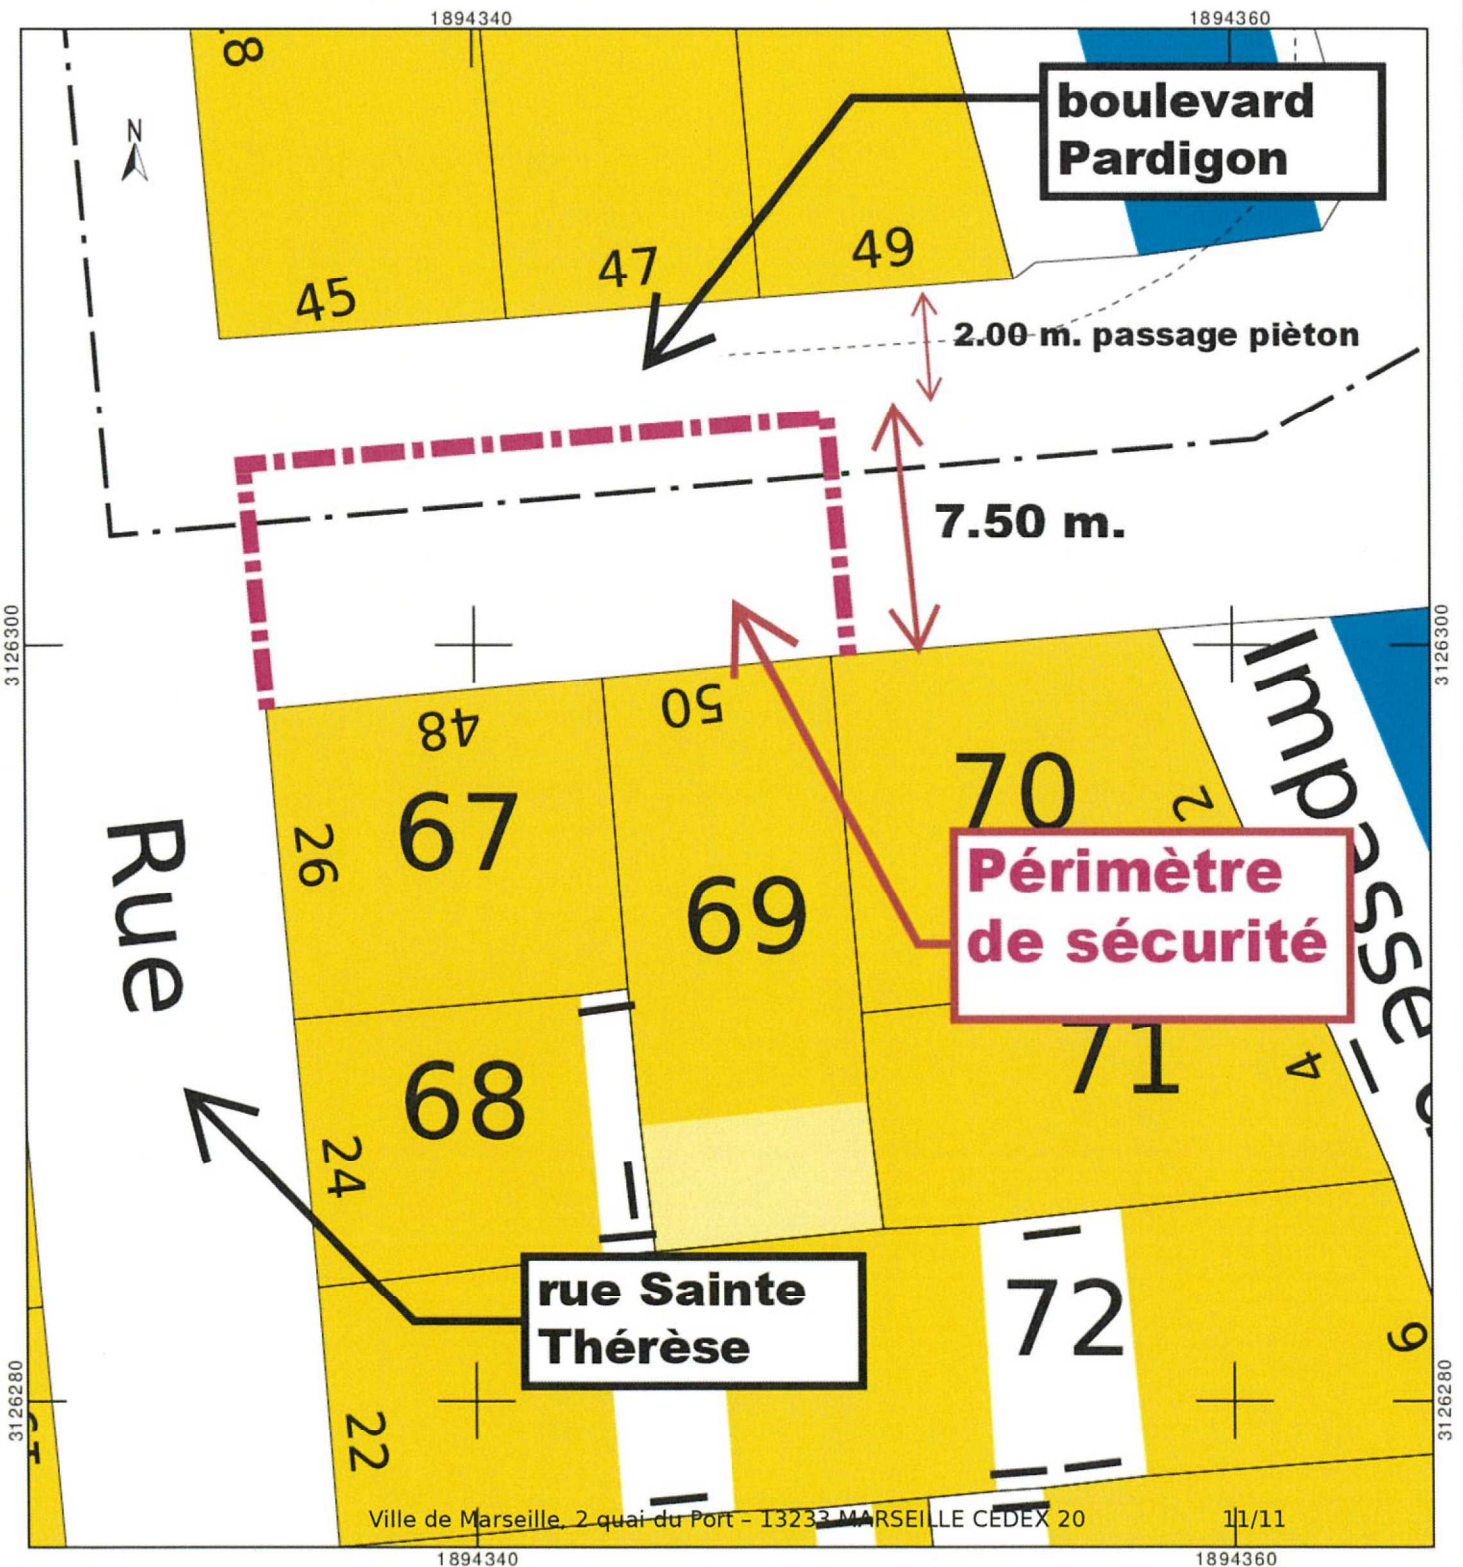 1894340
1894360
8
N
boulevard
Pardigon
45
47
49
2.00 m. passage pièton
7.50 m.
3126300
3126300
48
50
Impasse
Rue
26
67
69
70
2
Périmètre
de sécurité
68
71
4
24
rue Sainte
Thérèse
72
6
3126280
3126280
22
Ville de Marseille, 2 quai du Port – 13233 MARSEILLE CEDEX 20
11/11
1894340
1894360